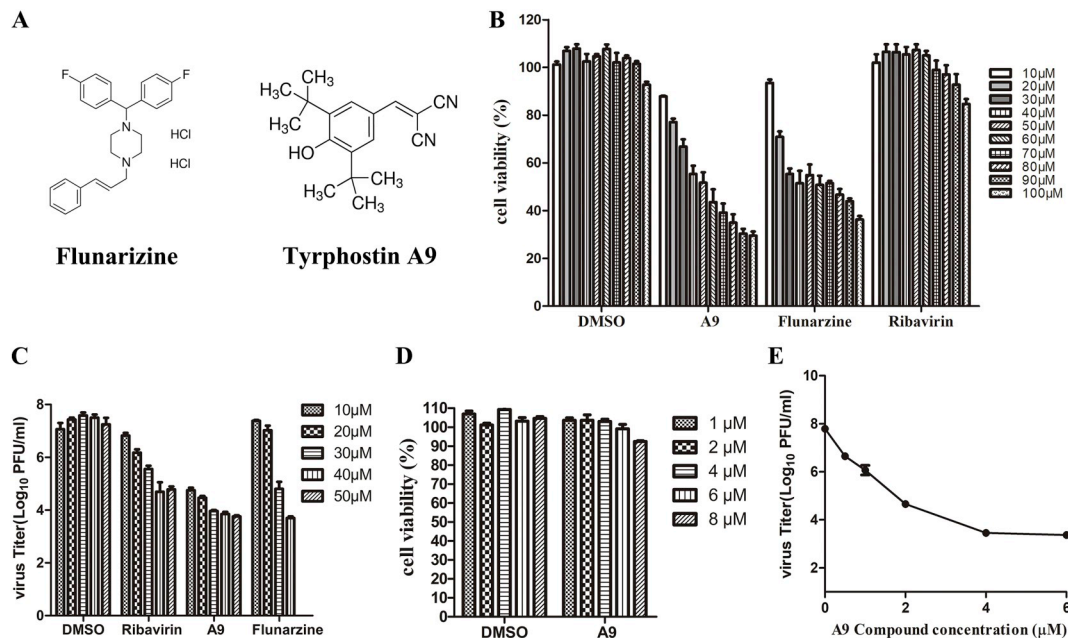 A
F
F
N
N
HCl
HCl
Flunarizine
CH3
H3C
H3C
CN
CN
HO
H3C
CH3
CH3
Tyrphostin A9
B
cell viability (%)
120
100
80
60
40
20
0
DMSO
A9
Flunarzine
Ribavirin
10μM
20μM
30μM
40μM
50μM
60μM
70μM
80μM
90μM
100μM
C
virus Titer(Log10 PFU/ml)
8
6
4
2
0
DMSO
Ribavirin
A9
Flunarzine
10μM
20μM
30μM
40μM
50μM
D
cell viability (%)
110
100
90
80
70
60
50
40
30
20
10
0
DMSO
A9
1 μM
2 μM
4 μM
6 μM
8 μM
E
virus Titer(Log10 PFU/ml)
10
8
6
4
0
2
4
6
A9 Compound concentration (μM)